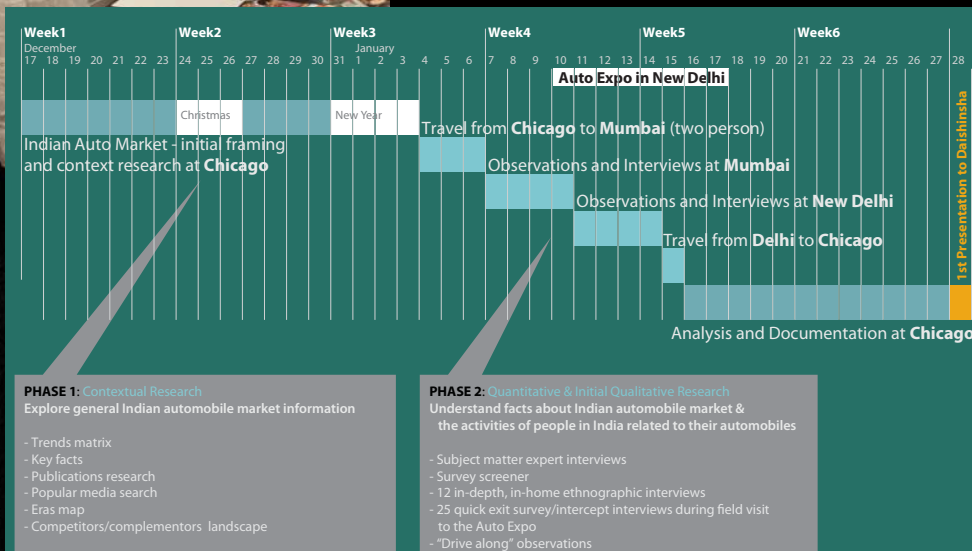 Week1 Week2 Week3 Week4 Week5 Week6
December January
17 18 19 20 21 22 23 24 25 26 27 28 29 30 31 1 2 3 4 5 6 7 8 9 10 11 12 13 14 15 16 17 18 19 20 21 22 23 24 25 26 27 28
Auto Expo in New Delhi
Christmas
New Year
Travel from Chicago to Mumbai (two person)
Indian Auto Market - initial framing
and context research at Chicago
Observations and Interviews at Mumbai
Observations and Interviews at New Delhi
Travel from Delhi to Chicago
1st Presentation to Daishinsha
Analysis and Documentation at Chicago
PHASE 1: Contextual Research
Explore general Indian automobile market information
- Trends matrix
- Key facts
- Publications research
- Popular media search
- Eras map
- Competitors/complementors landscape
PHASE 2: Quantitative & Initial Qualitative Research
Understand facts about Indian automobile market &
the activities of people in India related to their automobiles
- Subject matter expert interviews
- Survey screener
- 12 in-depth, in-home ethnographic interviews
- 25 quick exit survey/intercept interviews during field visit
to the Auto Expo
- "Drive along" observations